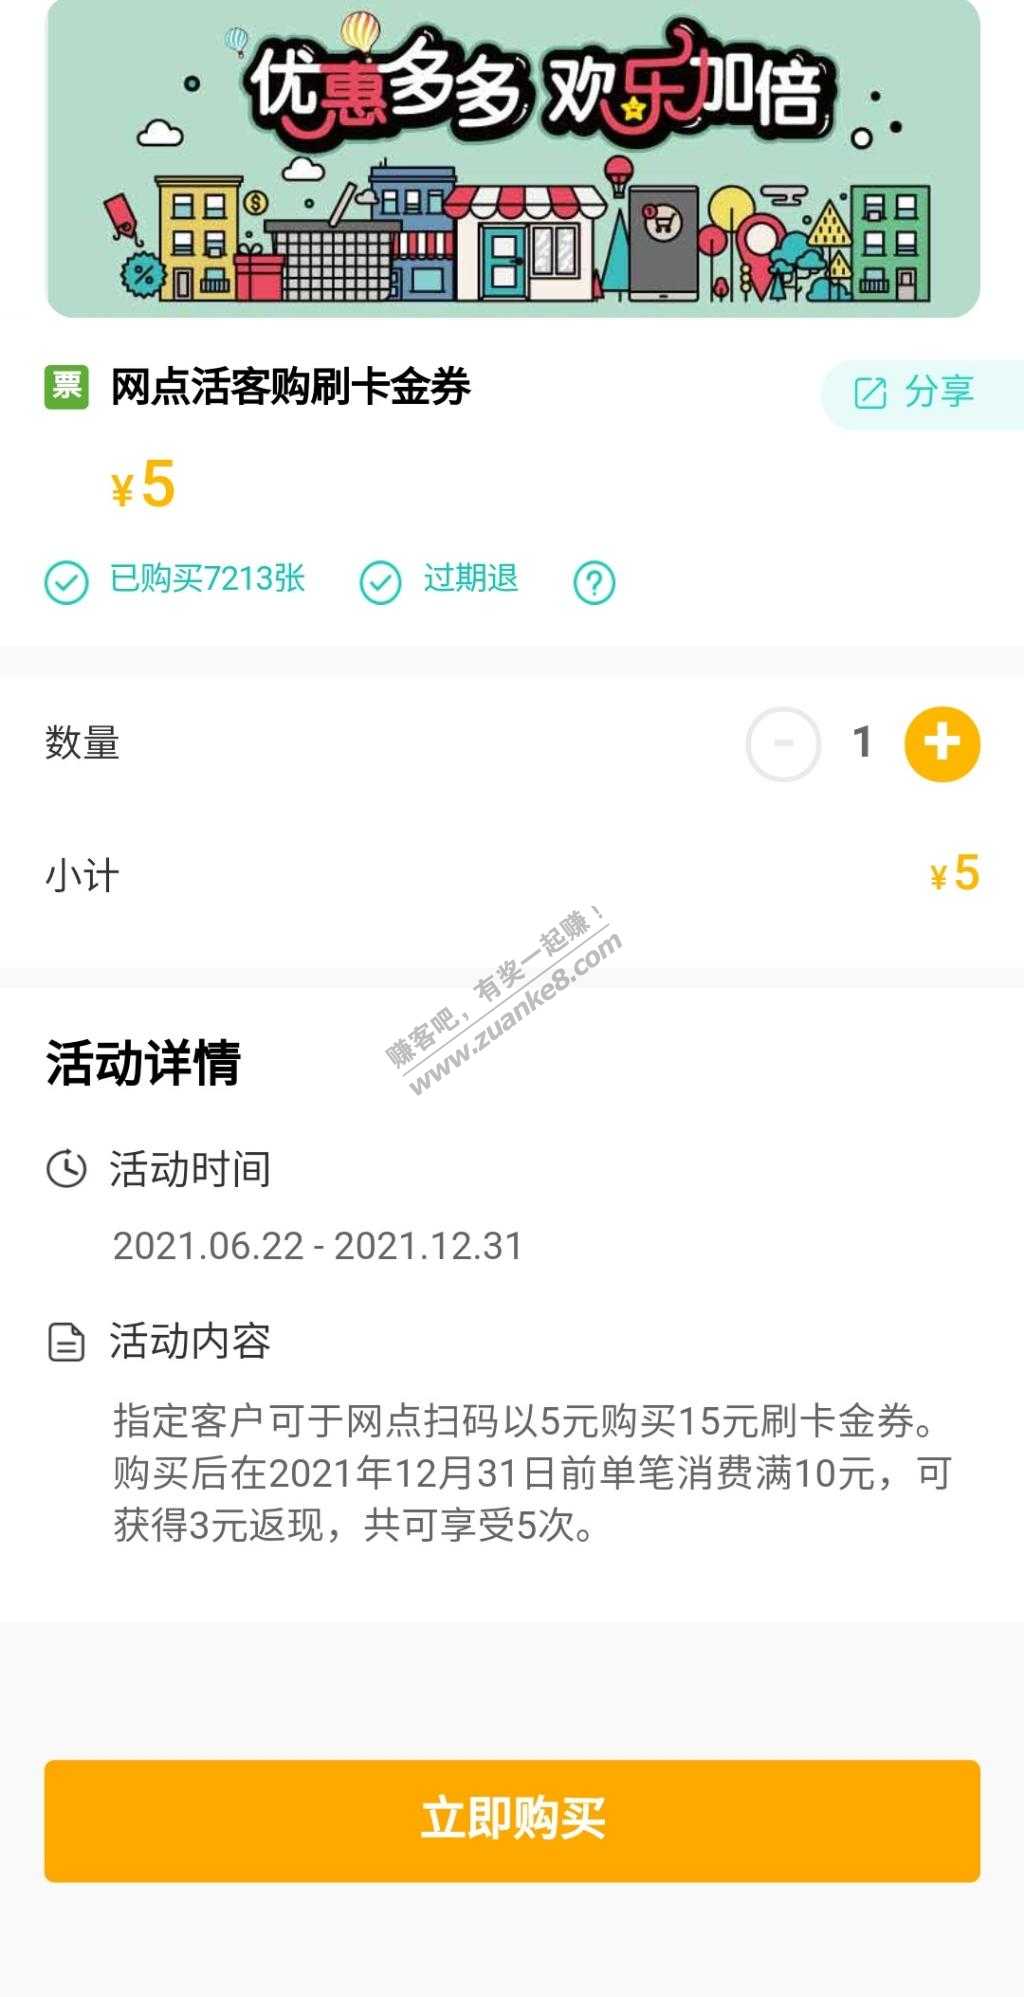 优惠多多 欢乐加倍
票 网点活客购刷卡金券
分享
¥5
已购买7213张 过期退 ?
数量 - 1 +
小计 ¥5
赚客吧，有奖一起赚！
www.zuanke8.com
活动详情
活动时间
2021.06.22 - 2021.12.31
活动内容
指定客户可于网点扫码以5元购买15元刷卡金券。
购买后在2021年12月31日前单笔消费满10元，可
获得3元返现，共可享受5次。
立即购买